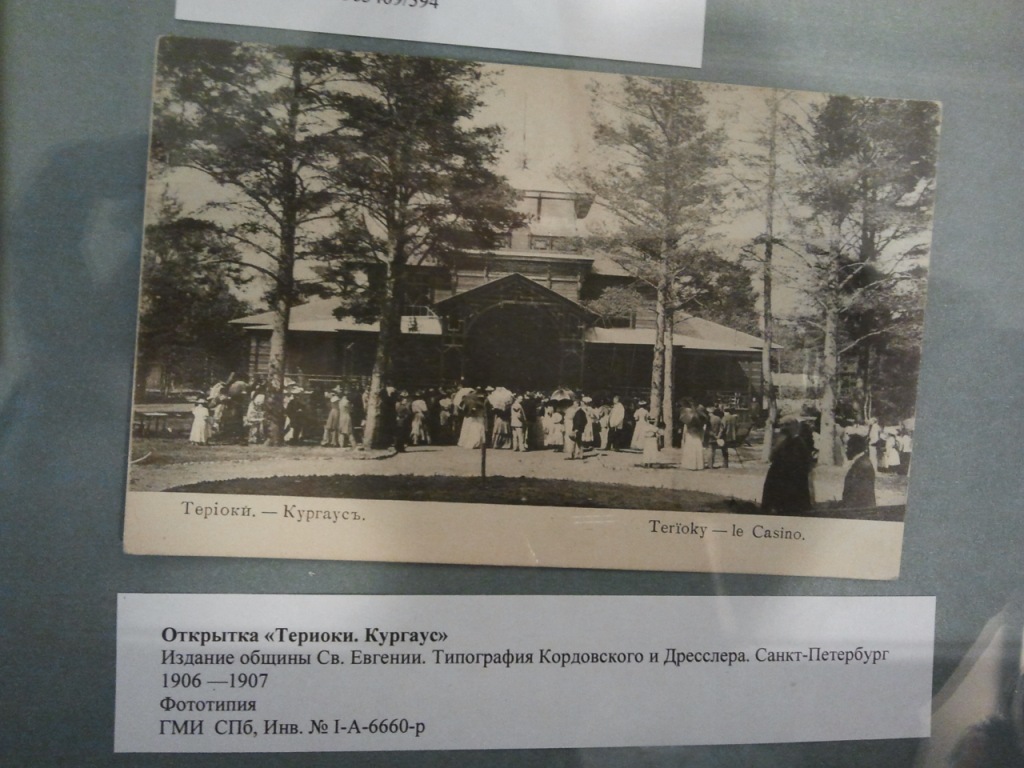 Теріоки. — Кургаусъ.
Terïoky — le Casino.
Открытка «Териоки. Кургаус»
Издание общины Св. Евгении. Типография Кордовского и Дресслера. Санкт-Петербург
1906 —1907
Фототипия
ГМИ СПб, Инв. № I-А-6660-р